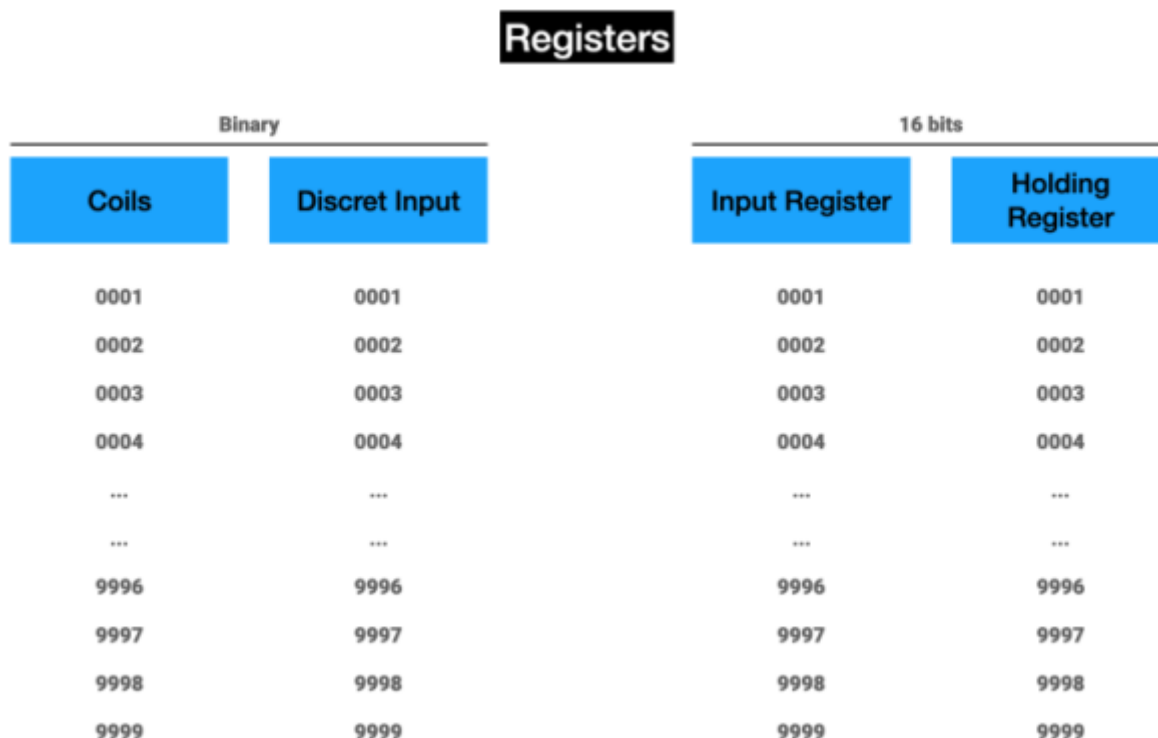 Registers
Binary 16 bits
Coils Discret Input Input Register Holding Register
0001 0001 0001 0001
0002 0002 0002 0002
0003 0003 0003 0003
0004 0004 0004 0004
... ... ... ...
... ... ... ...
9996 9996 9996 9996
9997 9997 9997 9997
9998 9998 9998 9998
9999 9999 9999 9999